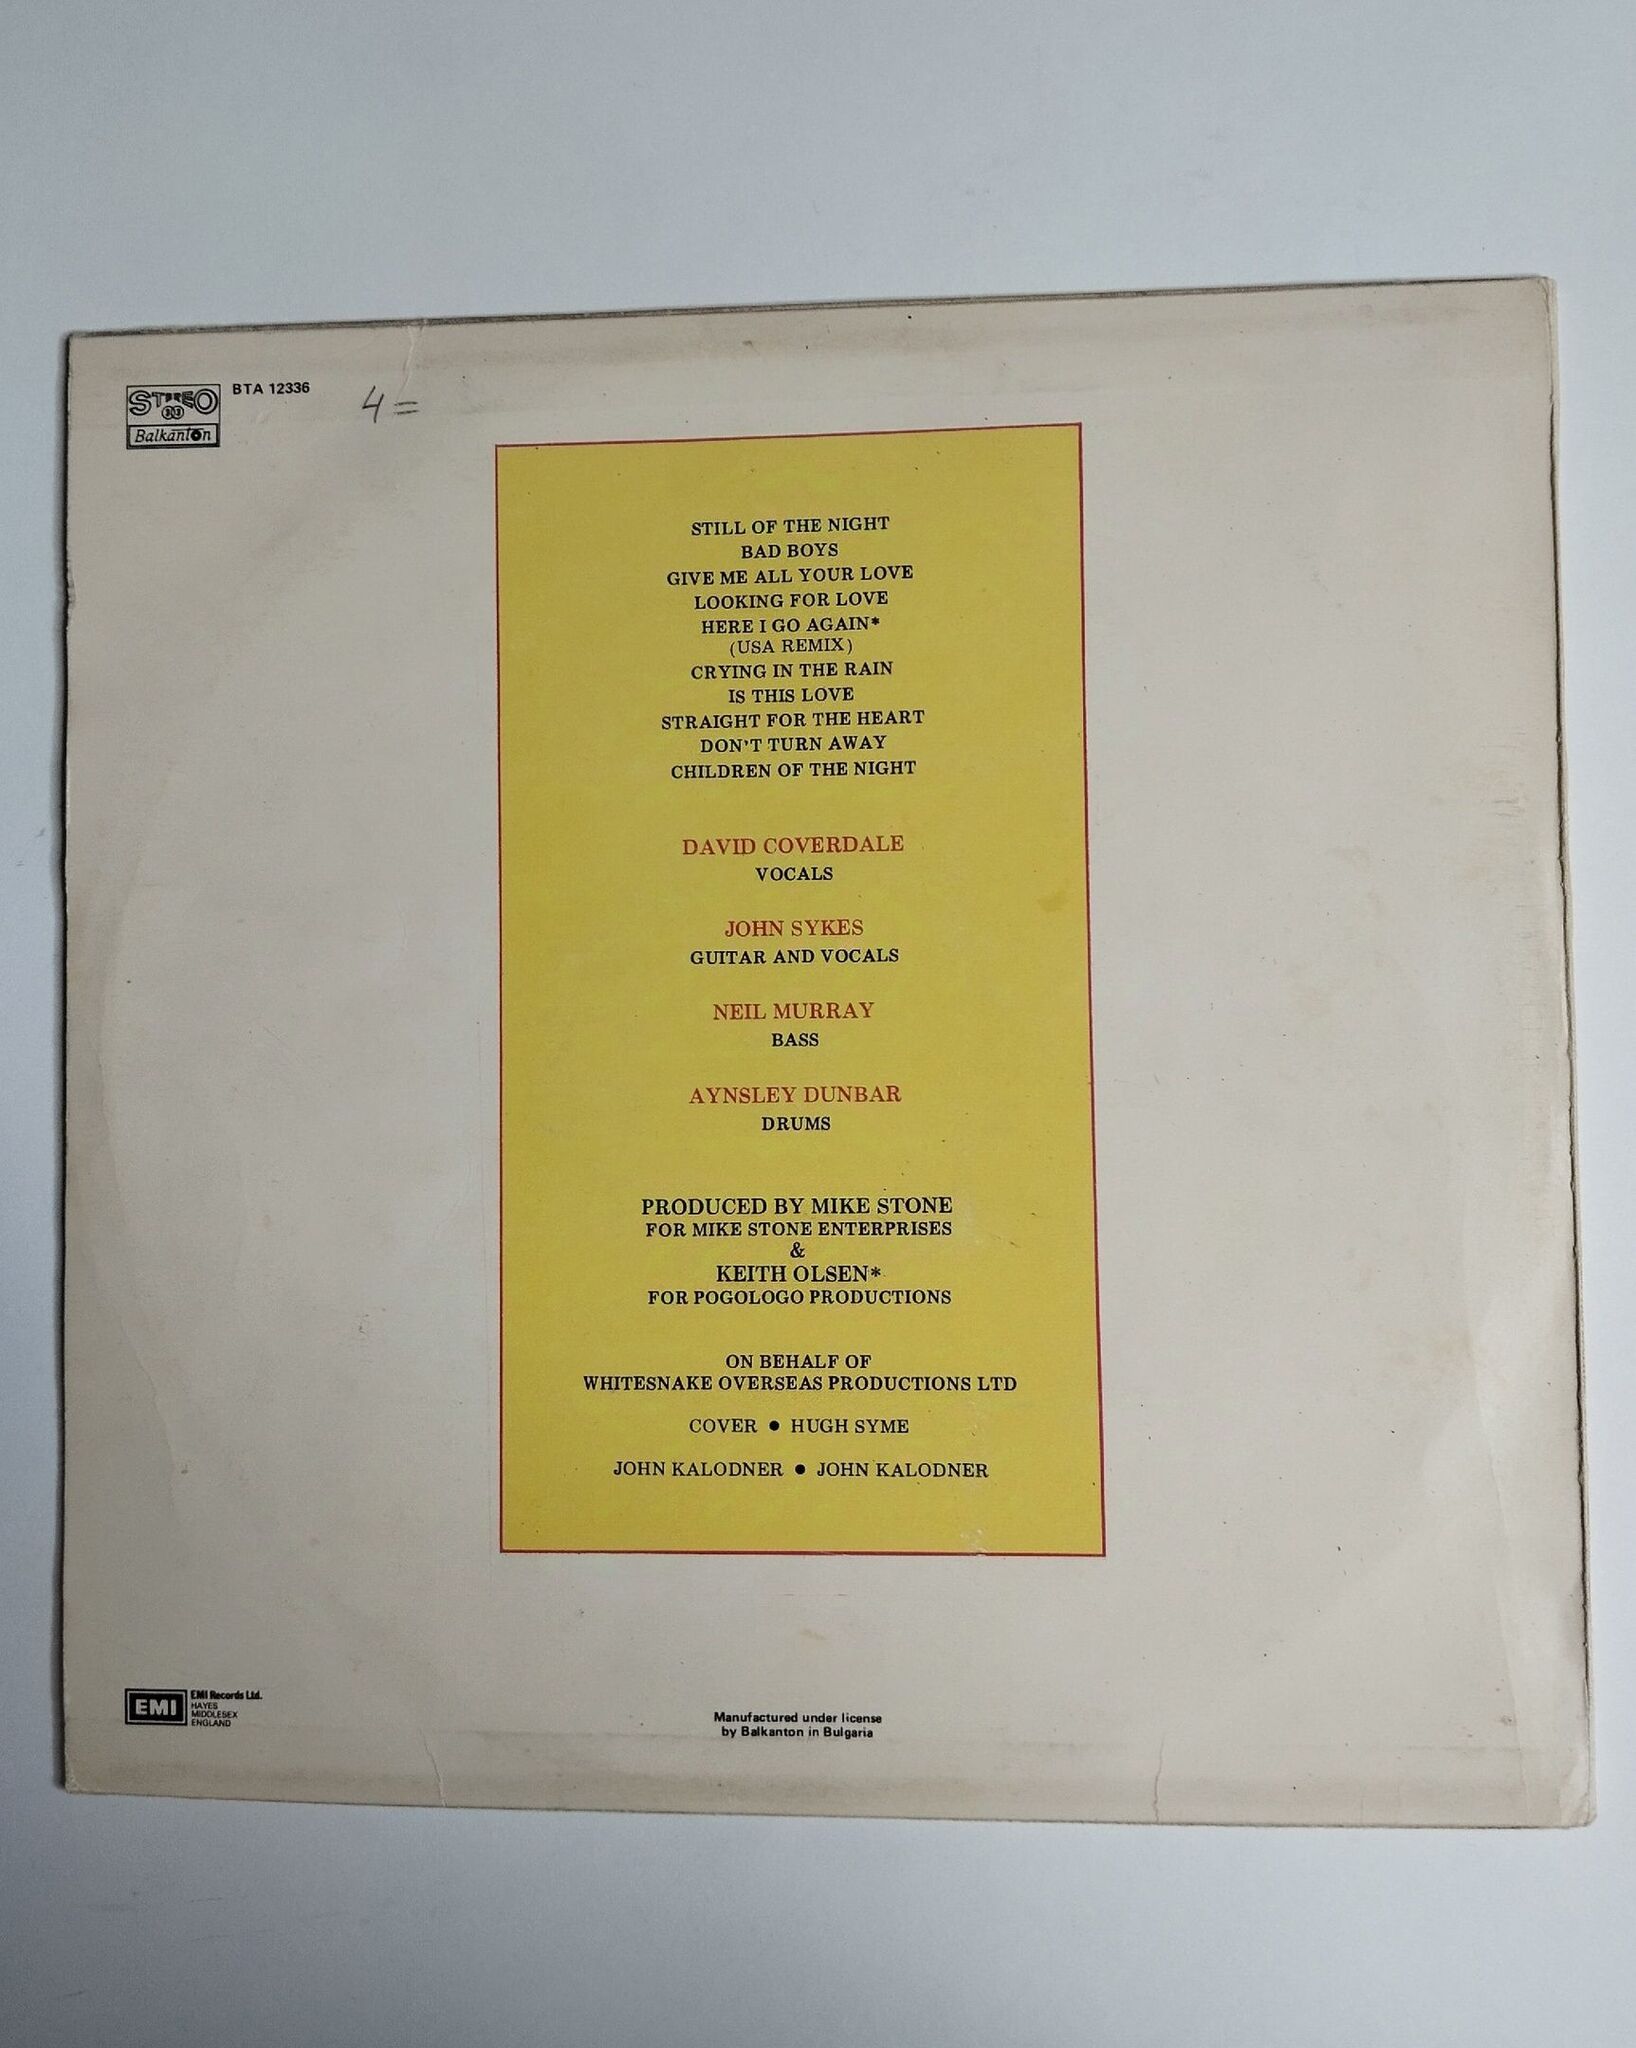 STEREO
33
Balkanton
BTA 12336
4=
STILL OF THE NIGHT
BAD BOYS
GIVE ME ALL YOUR LOVE
LOOKING FOR LOVE
HERE I GO AGAIN*
(USA REMIX)
CRYING IN THE RAIN
IS THIS LOVE
STRAIGHT FOR THE HEART
DON'T TURN AWAY
CHILDREN OF THE NIGHT
DAVID COVERDALE
VOCALS
JOHN SYKES
GUITAR AND VOCALS
NEIL MURRAY
BASS
AYNSLEY DUNBAR
DRUMS
PRODUCED BY MIKE STONE
FOR MIKE STONE ENTERPRISES
&
KEITH OLSEN*
FOR POGOLOGO PRODUCTIONS
ON BEHALF OF
WHITESNAKE OVERSEAS PRODUCTIONS LTD
COVER ● HUGH SYME
JOHN KALODNER ● JOHN KALODNER
EMI
EMI Records Ltd.
HAYES
MIDDLESEX
ENGLAND
Manufactured under license
by Balkanton in Bulgaria